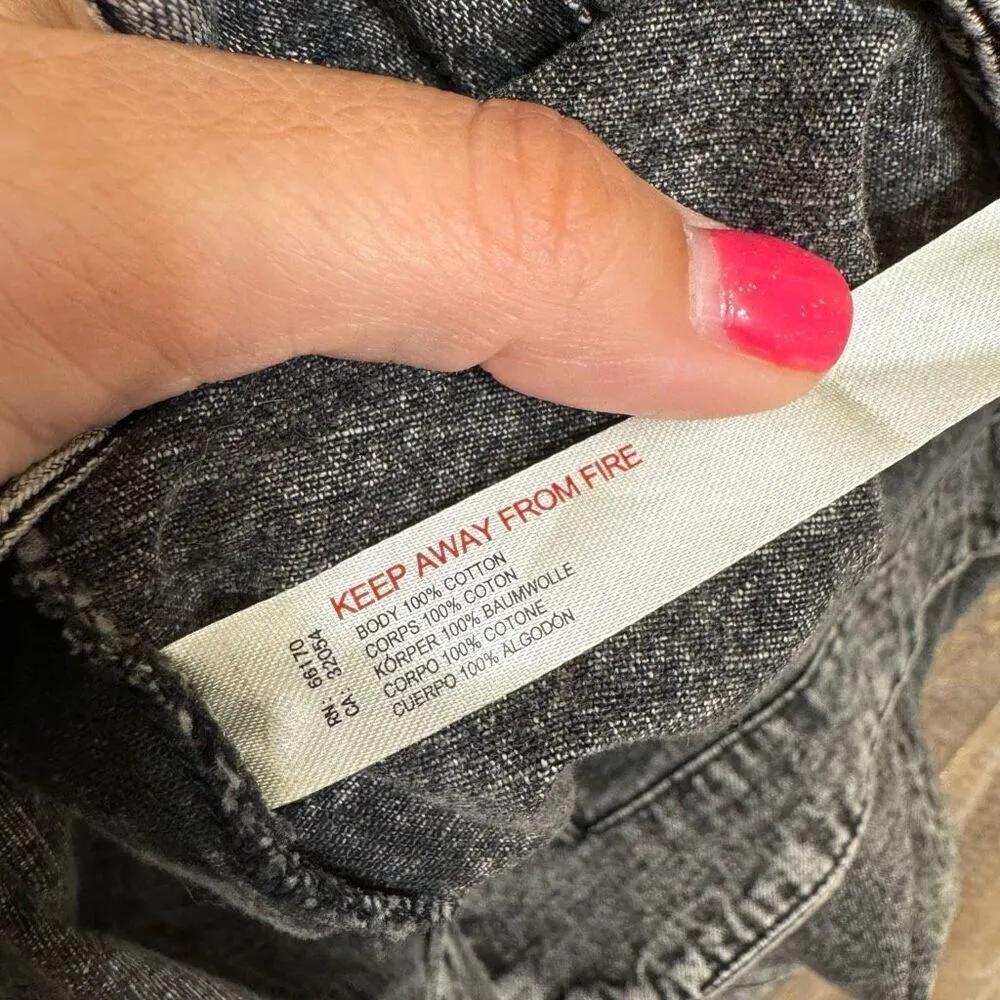 KEEP AWAY FROM FIRE
BODY 100% COTTON
CORPS 100% COTON
KÖRPER 100% BAUMWOLLE
CORPO 100% COTONE
CUERPO 100% ALGODÓN
RN: 66170
CA: 32054